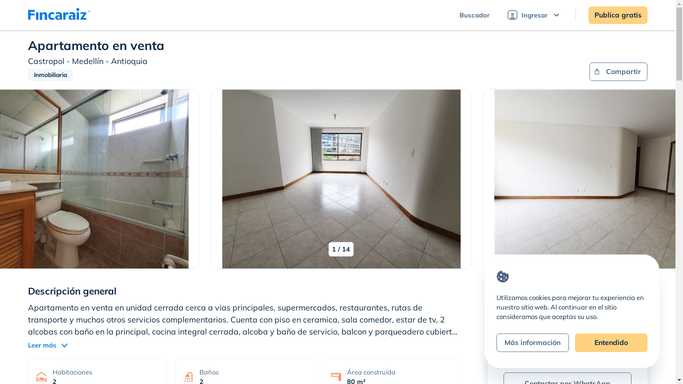 Fincaraiz
Buscador
Ingresar
Publica gratis
Apartamento en venta
Castropol - Medellín - Antioquia
Inmobiliaria
Compartir
1 / 14
Descripción general
Apartamento en venta en unidad cerrada cerca a vias principales, supermercados, restaurantes, rutas de
transporte y muchos otros servicios complementarios. Cuenta con piso en ceramica, sala comedor, estar de tv, 2
alcobas con baño en la principal, cocina integral cerrada, alcoba y baño de servicio, balcon y parqueadero cubiert...
Leer más
Habitaciones
2
Baños
2
Área construida
80 m²
Utilizamos cookies para mejorar tu experiencia en
nuestro sitio web. Al continuar en el sitio
consideramos que aceptas su uso.
Más información
Entendido
Contactar por WhatsApp